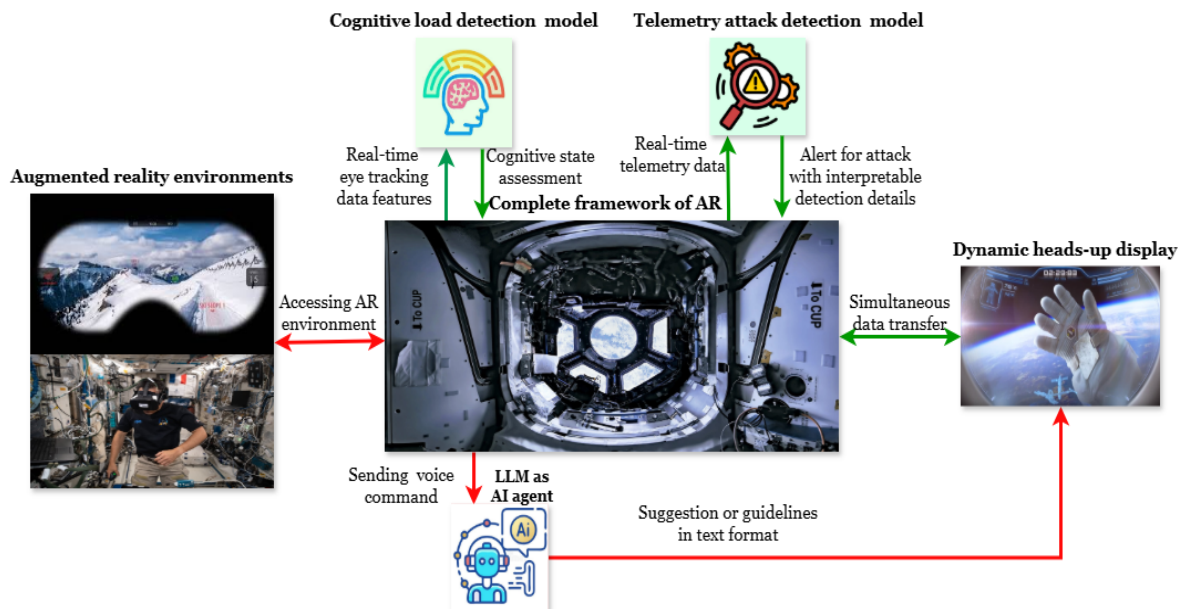 Cognitive load detection model
Telemetry attack detection model
Real-time
eye tracking
data features
Cognitive state
assessment
Real-time
telemetry data
Alert for attack
with interpretable
detection details
Augmented reality environments
Complete framework of AR
Dynamic heads-up display
Accessing AR
environment
To CUP
To CUP
Simultaneous
data transfer
Sending voice
command
LLM as
AI agent
Ai
Suggestion or guidelines
in text format